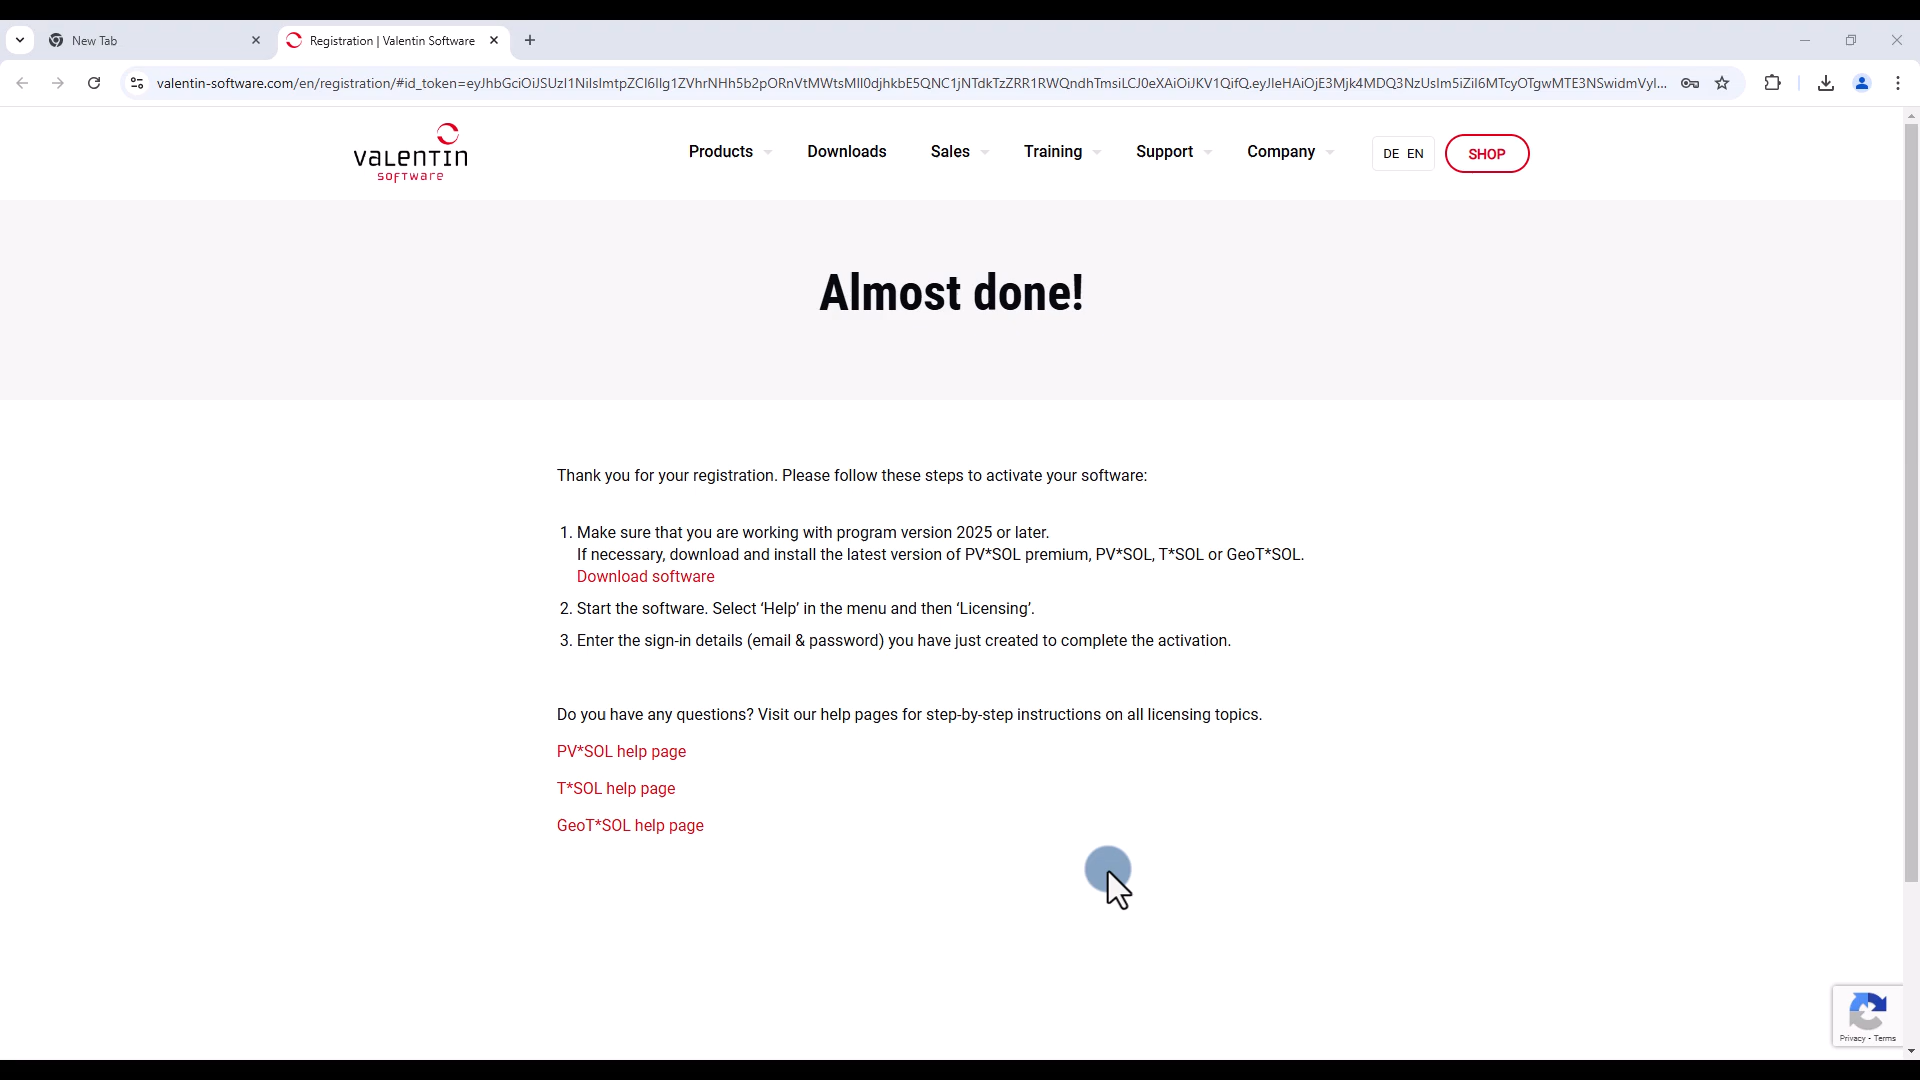 New Tab
Registration | Valentin Software
valentin-software.com/en/registration/#id_token=
valentin software
Products
Downloads
Sales
Training
Support
Company
DE EN
SHOP
Almost done!
Thank you for your registration. Please follow these steps to activate your software:
1. Make sure that you are working with program version 2025 or later.
If necessary, download and install the latest version of PV*SOL premium, PV*SOL, T*SOL or GeoT*SOL.
Download software
2. Start the software. Select ‘Help’ in the menu and then ‘Licensing’.
3. Enter the sign-in details (email & password) you have just created to complete the activation.
Do you have any questions? Visit our help pages for step-by-step instructions on all licensing topics.
PV*SOL help page
T*SOL help page
GeoT*SOL help page
Privacy - Terms